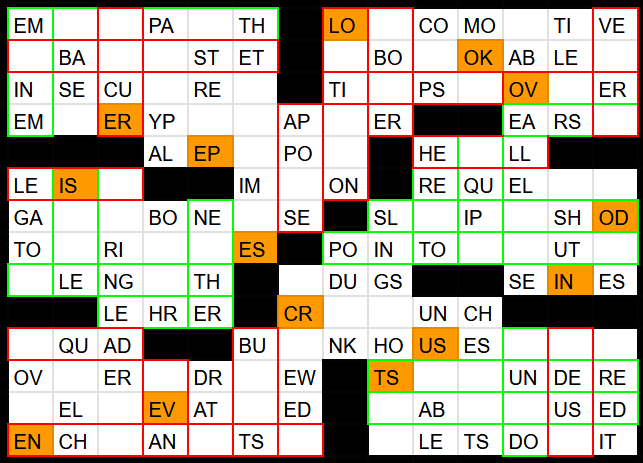 EM PA TH LO CO MO TI VE
BA ST ET BO OK AB LE
IN SE CU RE TI PS OV ER
EM ER YP AP ER EA RS
AL EP PO HE LL
LE IS IM ON RE QU EL
GA BO NE SE SL IP SH OD
TO RI ES PO IN TO UT
LE NG TH DU GS SE IN ES
LE HR ER CR UN CH
QU AD BU NK HO US ES
OV ER DR EW TS UN DE RE
EL EV AT ED AB US ED
EN CH AN TS LE TS DO IT